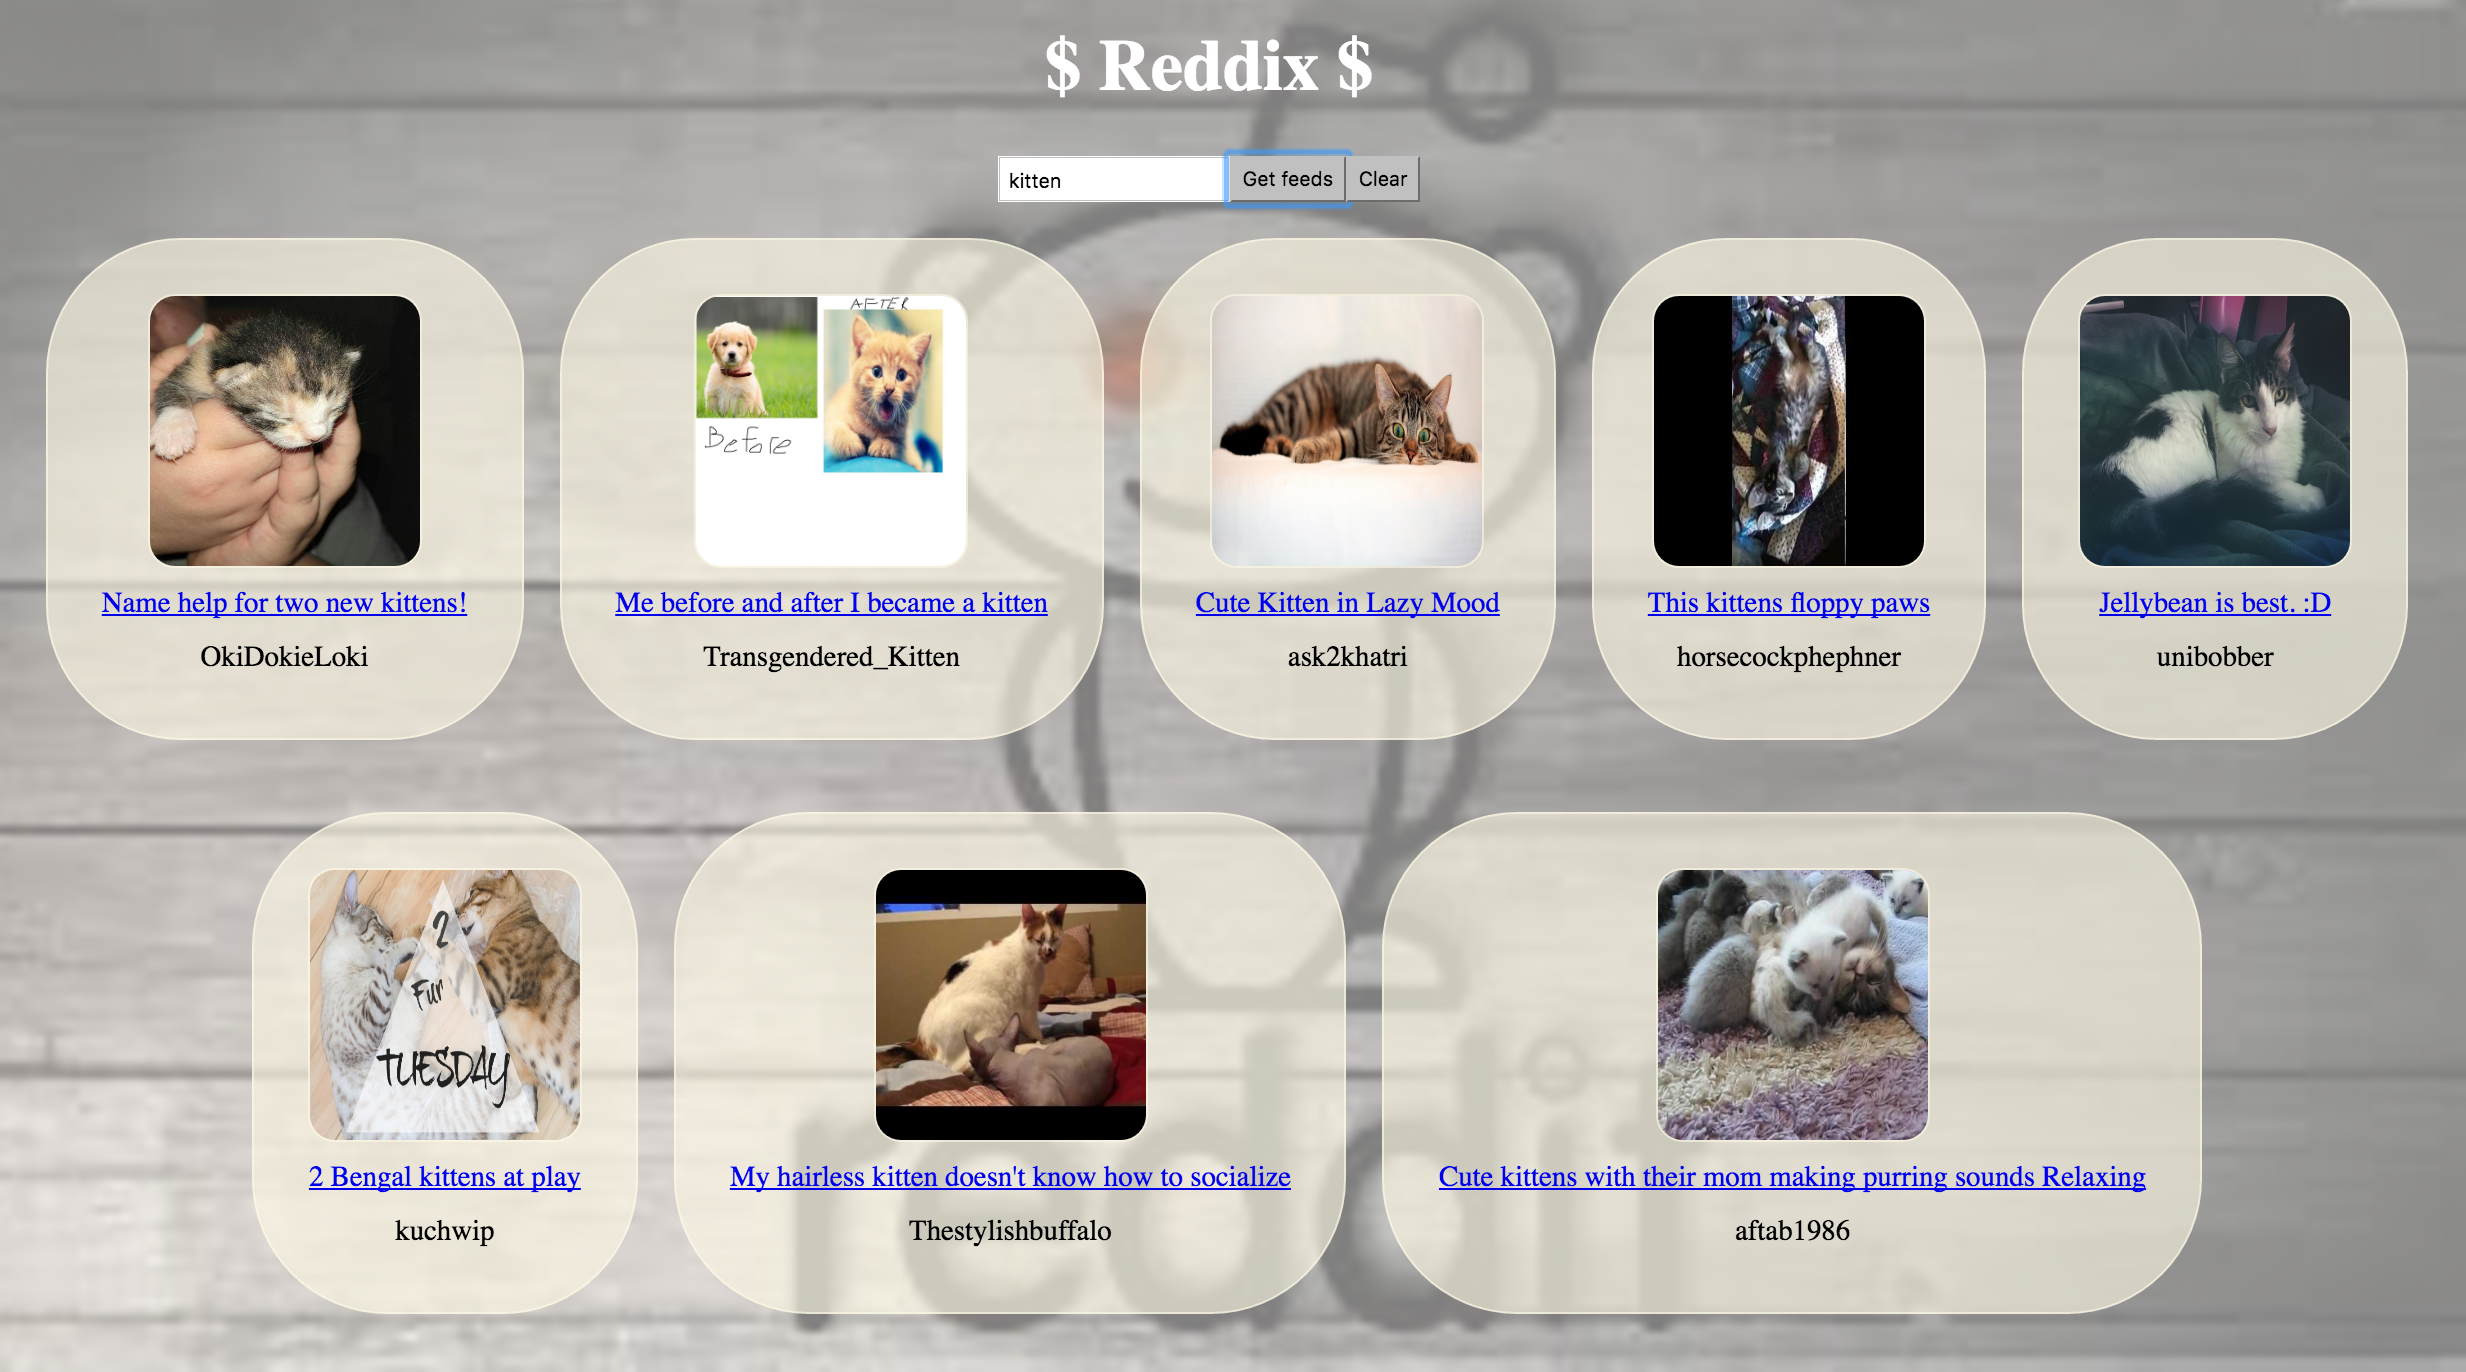 $ Reddix $
kitten Get feeds Clear
AFTER
Before
Name help for two new kittens!
OkiDokieLoki
Me before and after I became a kitten
Transgendered_Kitten
Cute Kitten in Lazy Mood
ask2khatri
This kittens floppy paws
horsecockphephner
Jellybean is best. :D
unibobber
2
Fur
TUESDAY
2 Bengal kittens at play
kuchwip
My hairless kitten doesn't know how to socialize
Thestylishbuffalo
Cute kittens with their mom making purring sounds Relaxing
aftab1986
reddit